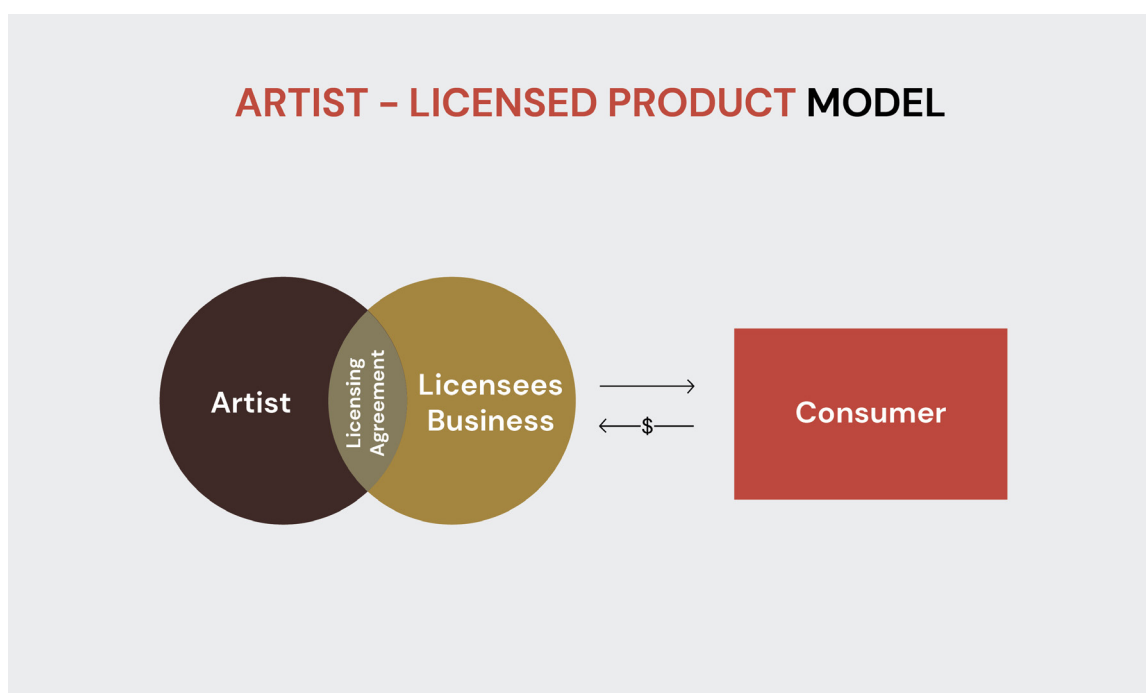 ARTIST - LICENSED PRODUCT MODEL
Artist
Licensing
Agreement
Licensees
Business
$
Consumer